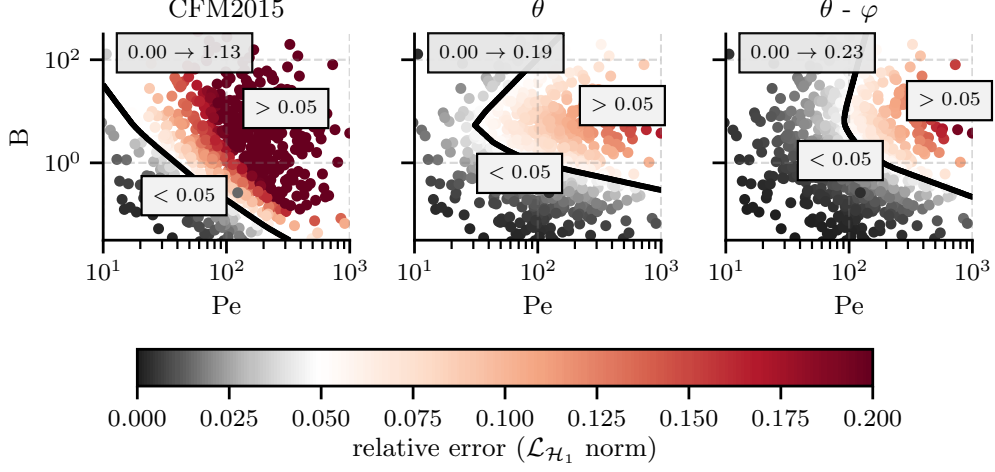 CFM2015
θ
θ - φ
0.00 → 1.13
0.00 → 0.19
0.00 → 0.23
> 0.05
> 0.05
> 0.05
< 0.05
< 0.05
< 0.05
B
10²
10⁰
10¹ 10² 10³
10¹ 10² 10³
10¹ 10² 10³
Pe
Pe
Pe
0.000 0.025 0.050 0.075 0.100 0.125 0.150 0.175 0.200
relative error (𝓛_𝓗₁ norm)